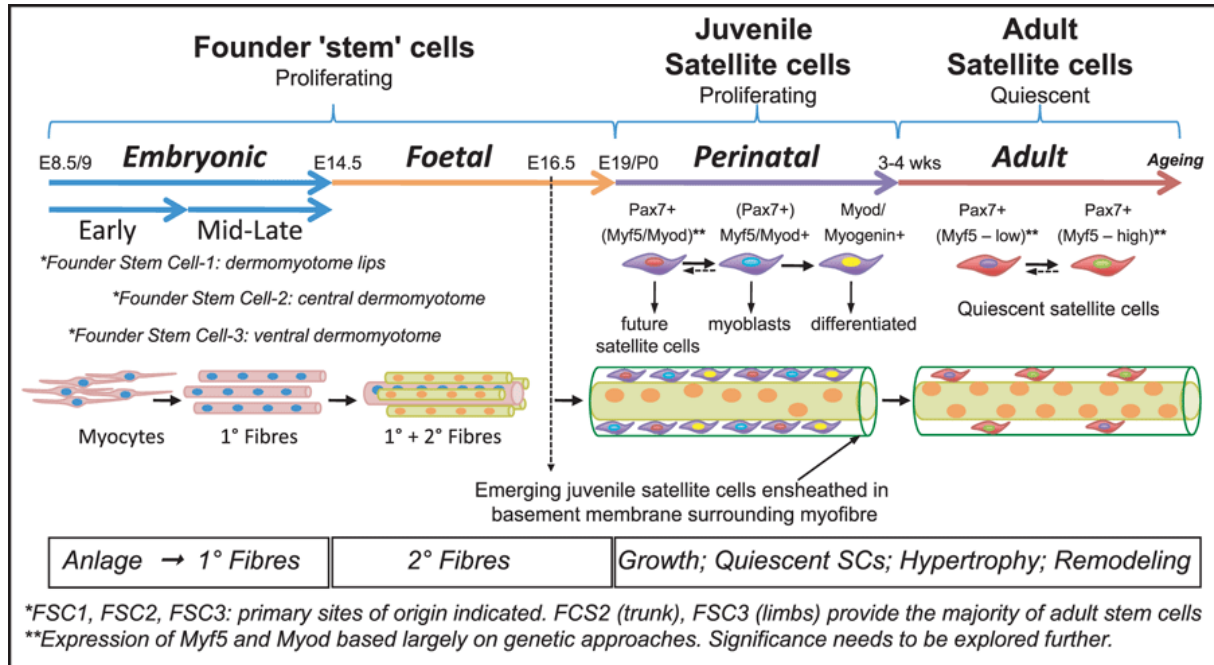 Founder 'stem' cells
Proliferating
Juvenile
Satellite cells
Proliferating
Adult
Satellite cells
Quiescent
E8.5/9 Embryonic E14.5 Foetal E16.5 E19/P0 Perinatal 3-4 wks Adult Ageing
Early Mid-Late
*Founder Stem Cell-1: dermomyotome lips
*Founder Stem Cell-2: central dermomyotome
*Founder Stem Cell-3: ventral dermomyotome
Pax7+ (Pax7+) Myod/
(Myf5/Myod)** Myf5/Myod+ Myogenin+
future myoblasts differentiated
satellite cells
Pax7+ Pax7+
(Myf5 – low)** (Myf5 – high)**
Quiescent satellite cells
Myocytes 1° Fibres 1° + 2° Fibres
Emerging juvenile satellite cells ensheathed in
basement membrane surrounding myofibre
Anlage → 1° Fibres 2° Fibres Growth; Quiescent SCs; Hypertrophy; Remodeling
*FSC1, FSC2, FSC3: primary sites of origin indicated. FCS2 (trunk), FSC3 (limbs) provide the majority of adult stem cells
**Expression of Myf5 and Myod based largely on genetic approaches. Significance needs to be explored further.